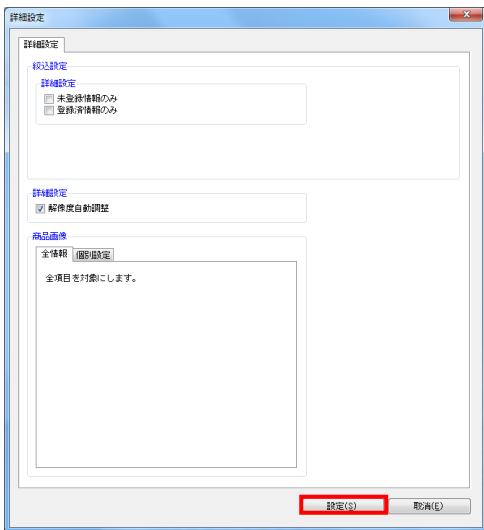 詳細設定
詳細設定
絞込設定
詳細設定
未登録情報のみ
登録済情報のみ
詳細設定
解像度自動調整
商品画像
全情報 個別設定
全項目を対象にします。
設定(S) 取消(E)